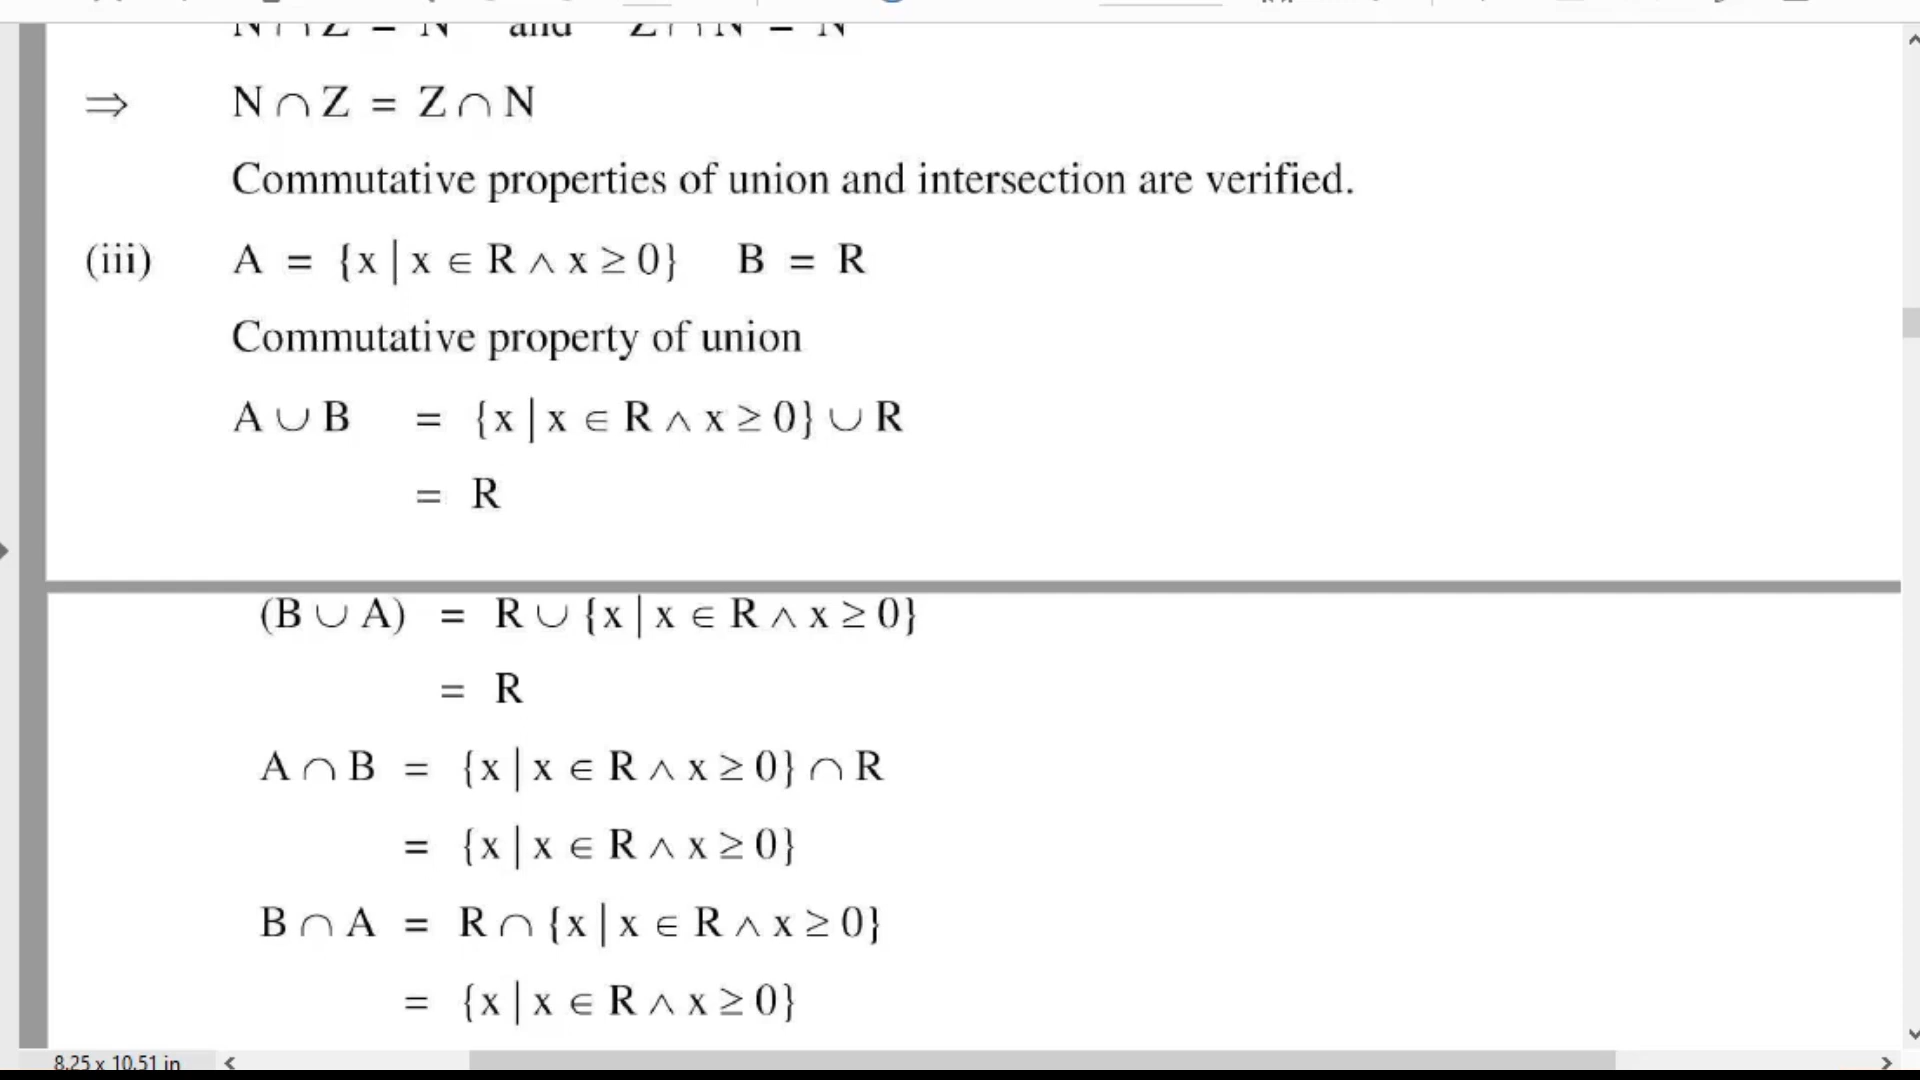 N ∩ Z = N and Z ∩ N = N
⇒ N ∩ Z = Z ∩ N
Commutative properties of union and intersection are verified.
(iii) A = {x | x ∈ R ∧ x ≥ 0} B = R
Commutative property of union
A ∪ B = {x | x ∈ R ∧ x ≥ 0} ∪ R
= R
(B ∪ A) = R ∪ {x | x ∈ R ∧ x ≥ 0}
= R
A ∩ B = {x | x ∈ R ∧ x ≥ 0} ∩ R
= {x | x ∈ R ∧ x ≥ 0}
B ∩ A = R ∩ {x | x ∈ R ∧ x ≥ 0}
= {x | x ∈ R ∧ x ≥ 0}
8.25 x 10.51 in